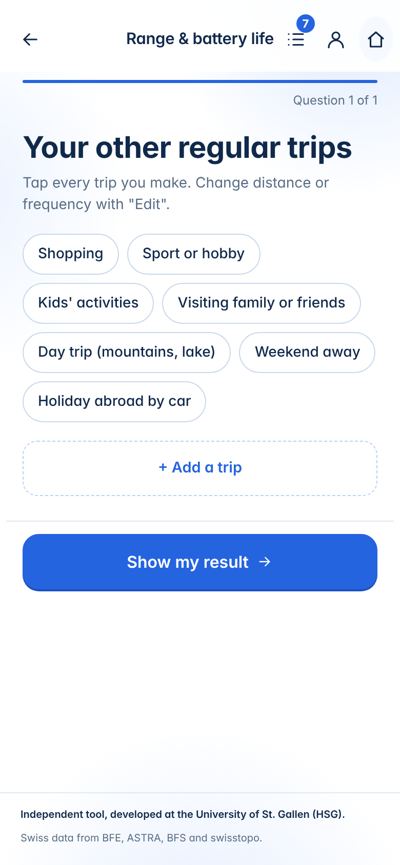 Range & battery life
7
Question 1 of 1
Your other regular trips
Tap every trip you make. Change distance or
frequency with "Edit".
Shopping
Sport or hobby
Kids' activities
Visiting family or friends
Day trip (mountains, lake)
Weekend away
Holiday abroad by car
+ Add a trip
Show my result →
Independent tool, developed at the University of St. Gallen (HSG).
Swiss data from BFE, ASTRA, BFS and swisstopo.